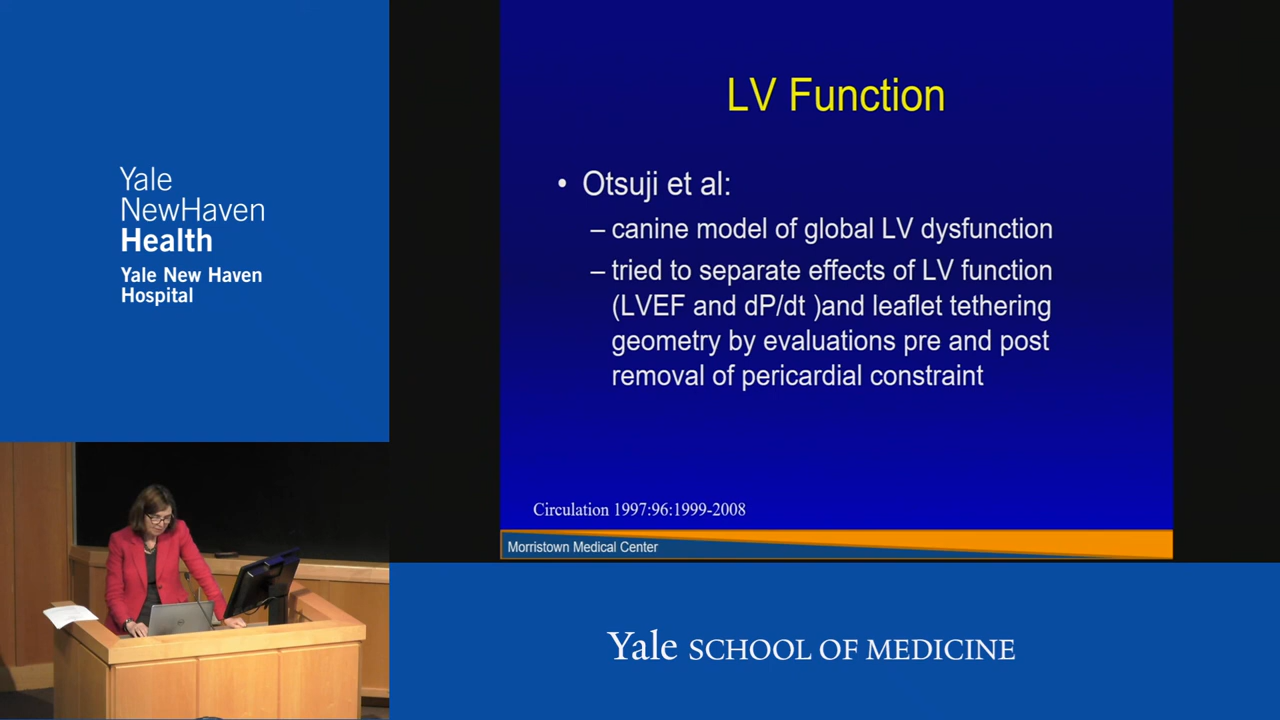 Yale
NewHaven
Health
Yale New Haven
Hospital
LV Function
• Otsuji et al:
– canine model of global LV dysfunction
– tried to separate effects of LV function
(LVEF and dP/dt )and leaflet tethering
geometry by evaluations pre and post
removal of pericardial constraint
Circulation 1997:96:1999-2008
Morristown Medical Center
Yale SCHOOL OF MEDICINE